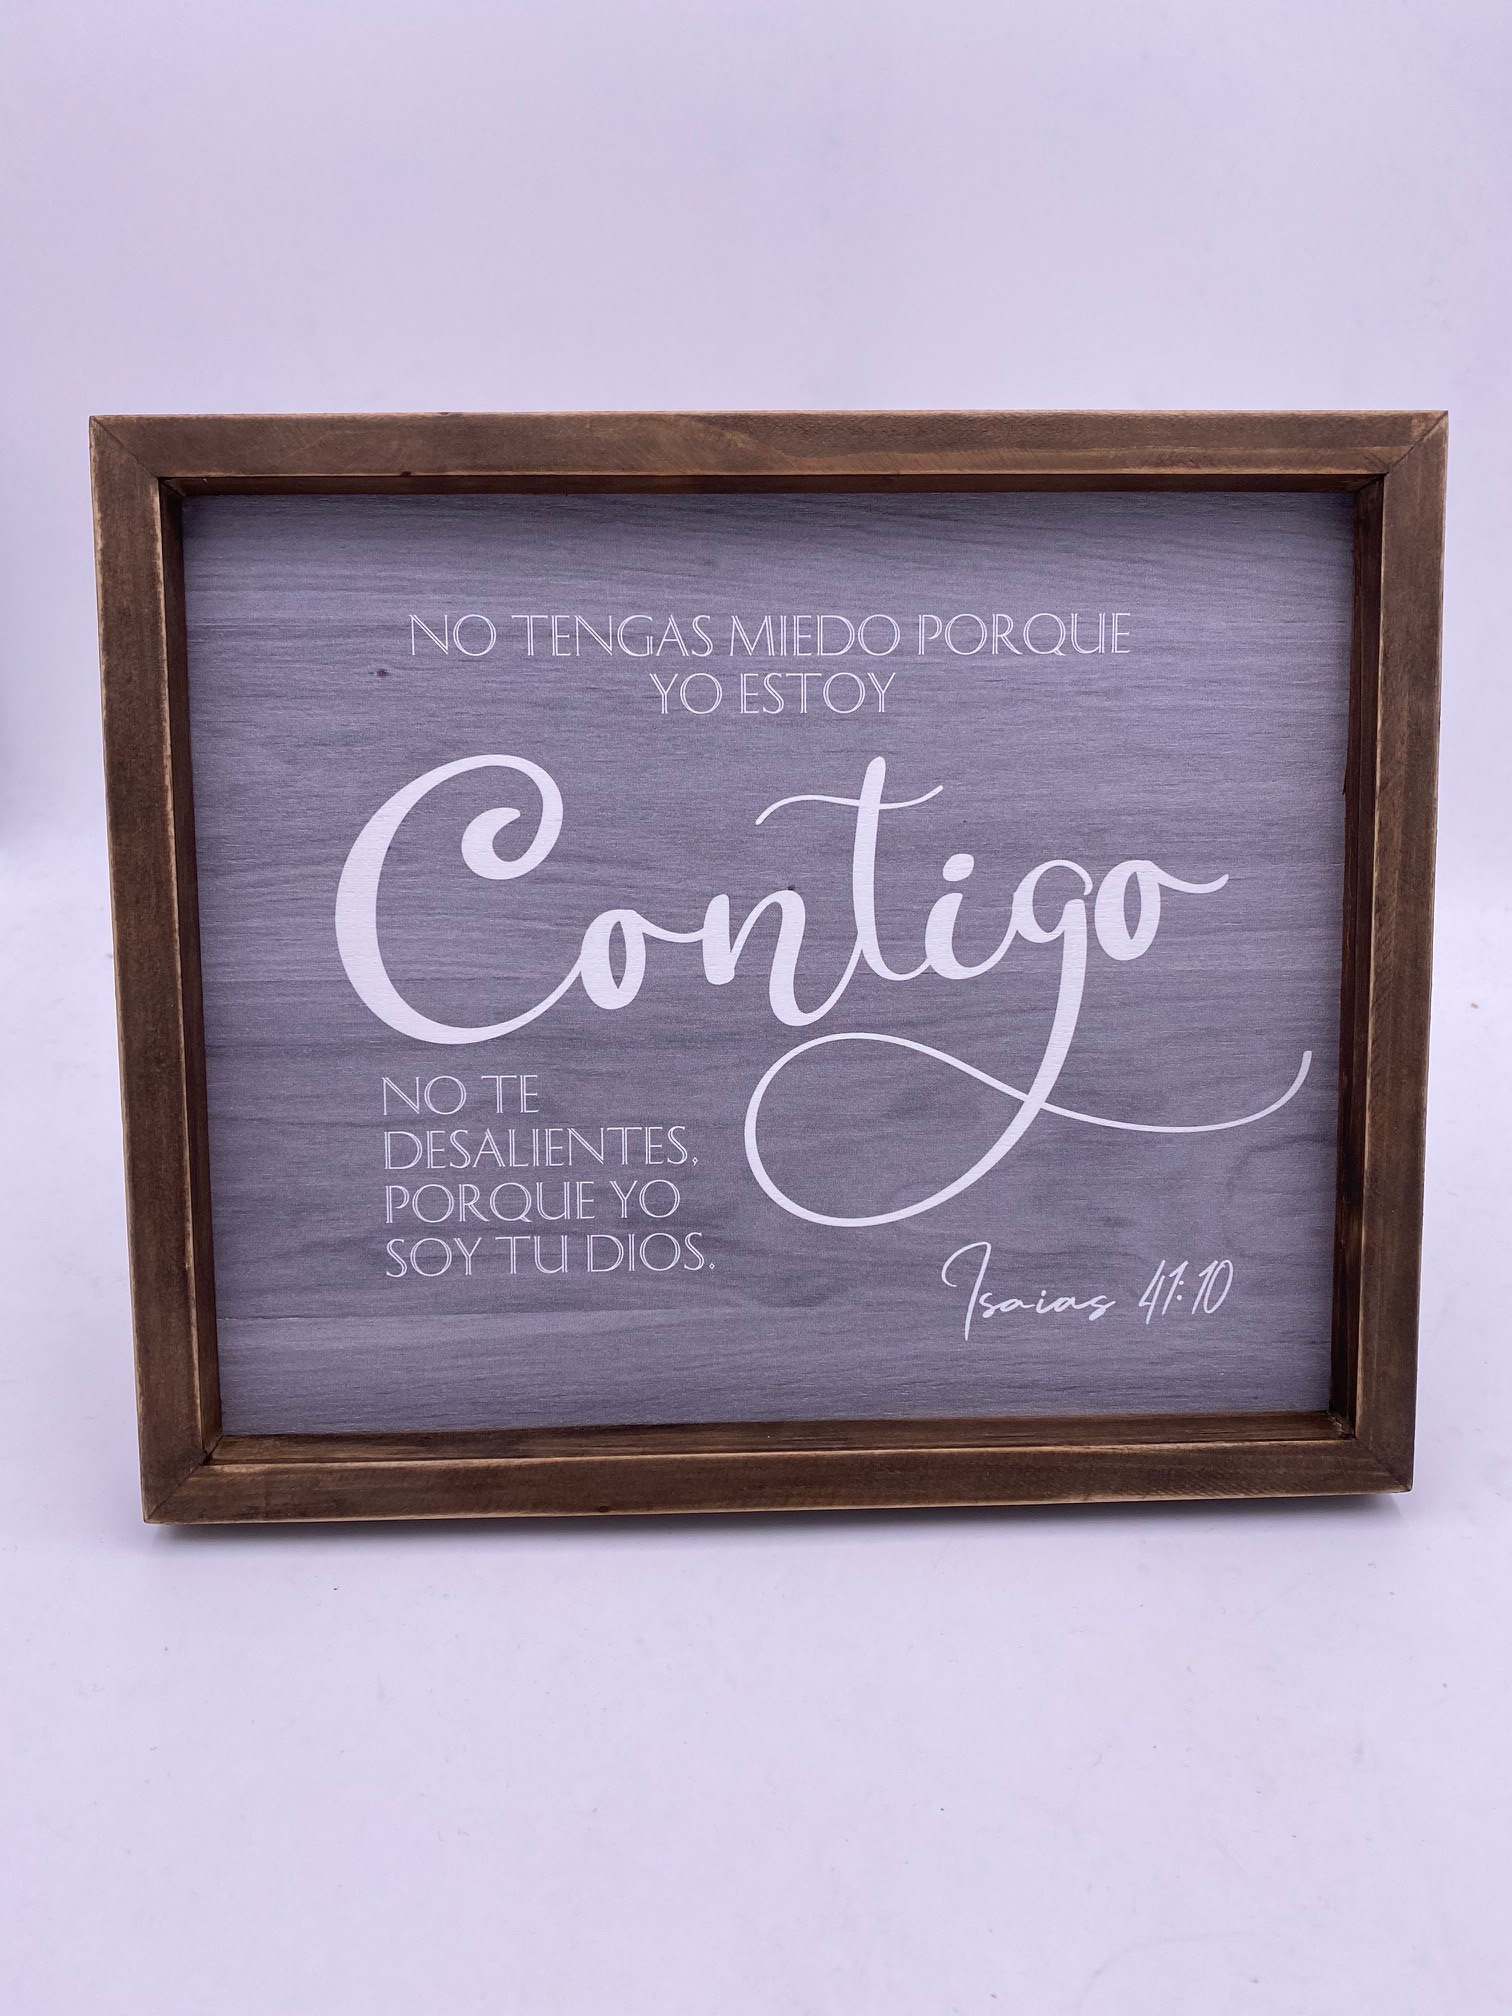 NO TENGAS MIEDO PORQUE
YO ESTOY
Contigo
NO TE
DESALIENTES,
PORQUE YO
SOY TU DIOS.
Isaias 41:10